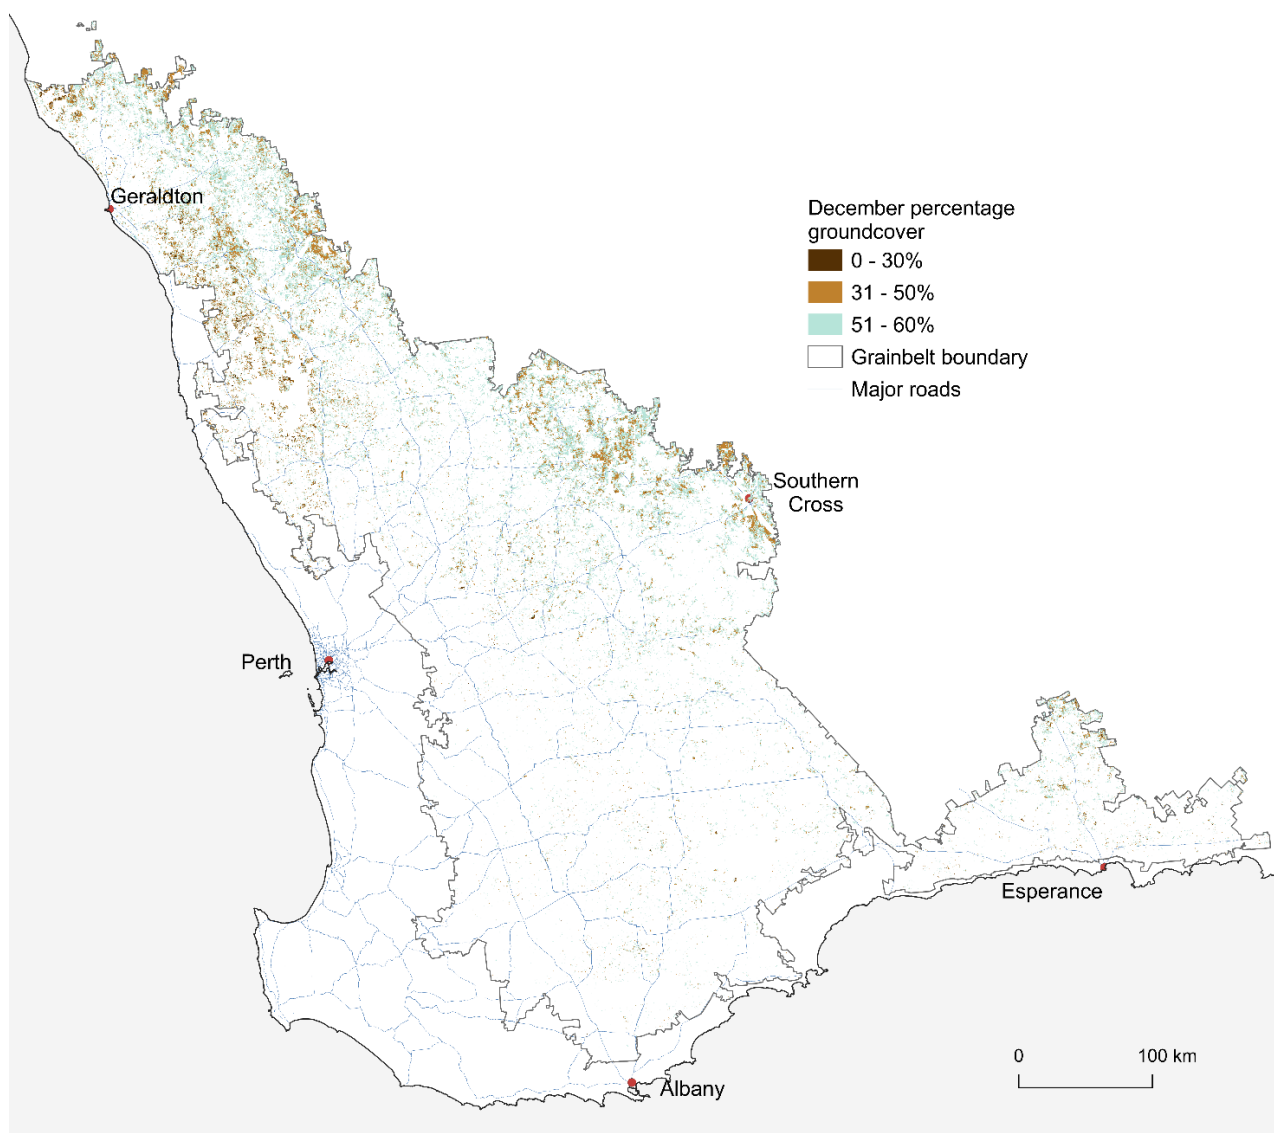 Geraldton
December percentage
groundcover
0 - 30%
31 - 50%
51 - 60%
Grainbelt boundary
Major roads
Southern
Cross
Perth
Esperance
0 100 km
Albany